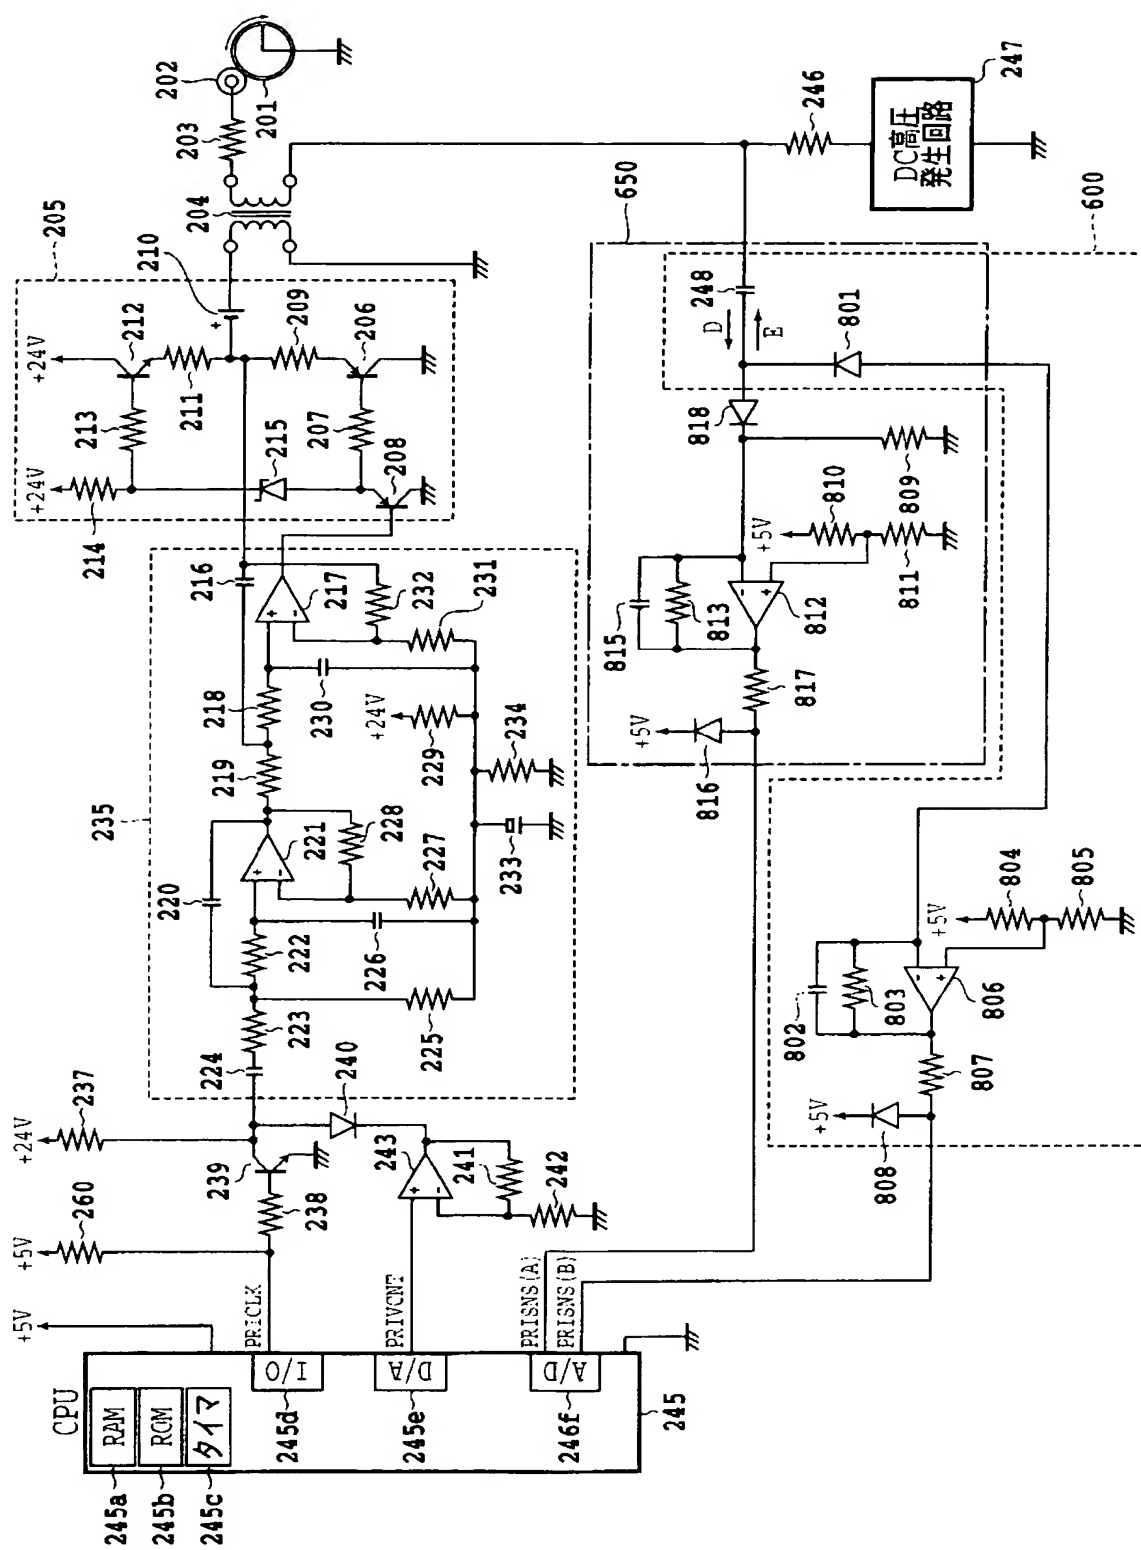 CPU
RAM
ROM
タイマ
245a
245b
245c
I/O
D/A
A/D
245d
245e
246f
245
+5V
PRICLK
PRIVCNT
PRISNS(A)
PRISNS(B)
+5V
260
+24V
237
239
238
240
243
241
242
235
224
223
222
220
225
226
221
227
228
233
219
218
216
230
+24V
229
234
217
232
231
205
+24V
214
213
+24V
212
211
210
215
207
208
209
206
204
203
202
201
246
DC高圧
発生回路
247
650
600
248
D
E
801
818
809
+5V
810
811
815
813
812
817
+5V
816
+5V
804
805
802
803
806
807
+5V
808